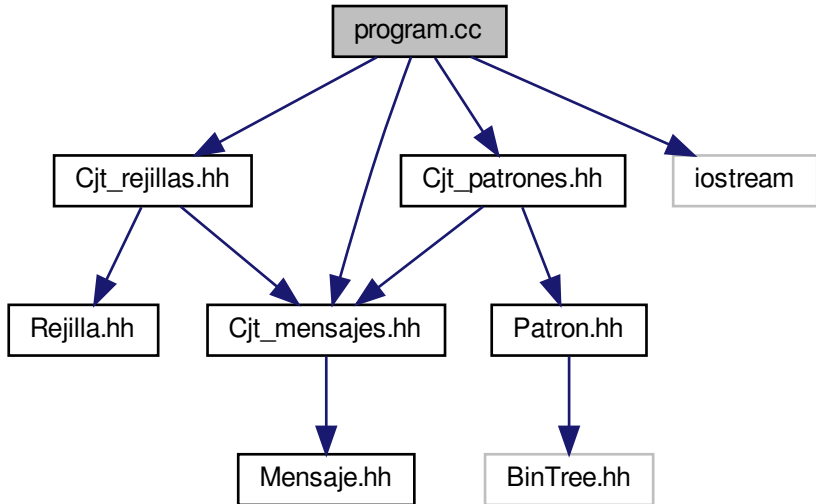 program.cc
Cjt_rejillas.hh
Cjt_patrones.hh
iostream
Rejilla.hh
Cjt_mensajes.hh
Patron.hh
Mensaje.hh
BinTree.hh